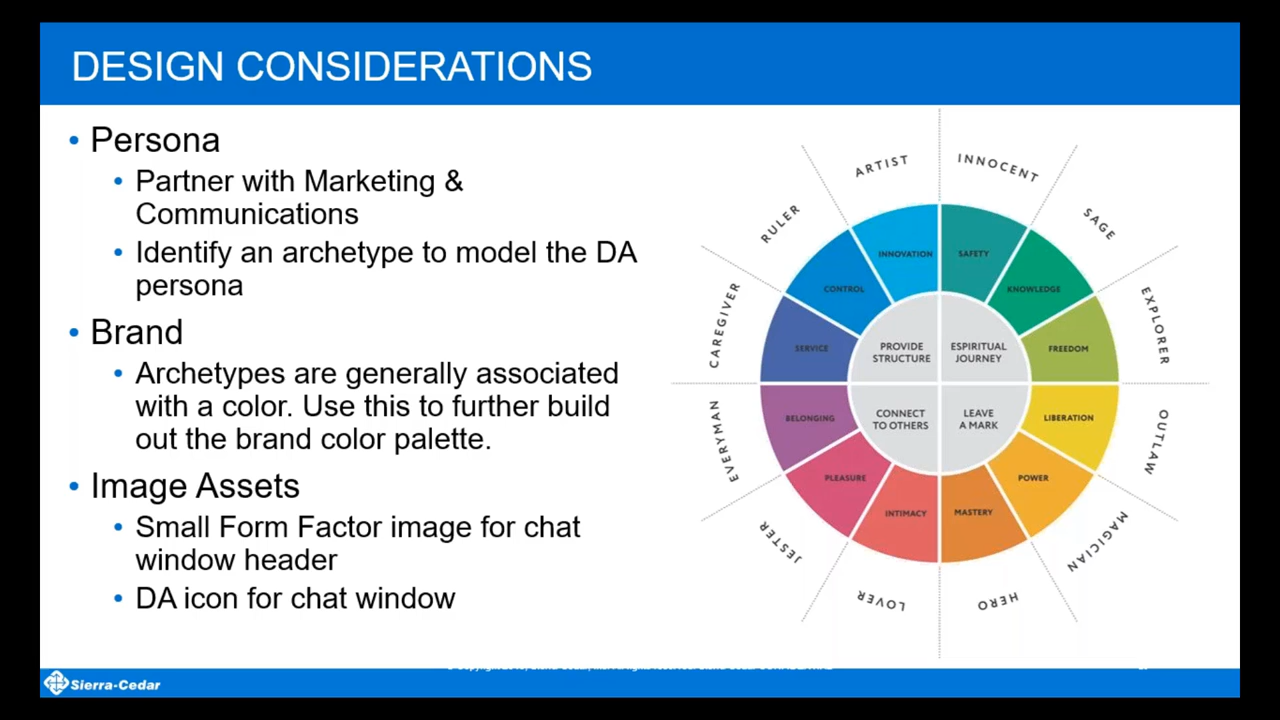 DESIGN CONSIDERATIONS
• Persona
• Partner with Marketing &
Communications
• Identify an archetype to model the DA
persona
• Brand
• Archetypes are generally associated
with a color. Use this to further build
out the brand color palette.
• Image Assets
• Small Form Factor image for chat
window header
• DA icon for chat window
ARTIST
INNOCENT
SAGE
EXPLORER
OUTLAW
MAGICIAN
HERO
LOVER
JESTER
EVERYMAN
CAREGIVER
RULER
INNOVATION
SAFETY
KNOWLEDGE
FREEDOM
LIBERATION
POWER
MASTERY
INTIMACY
PLEASURE
BELONGING
SERVICE
CONTROL
PROVIDE
STRUCTURE
ESPIRITUAL
JOURNEY
CONNECT
TO OTHERS
LEAVE
A MARK
Sierra-Cedar